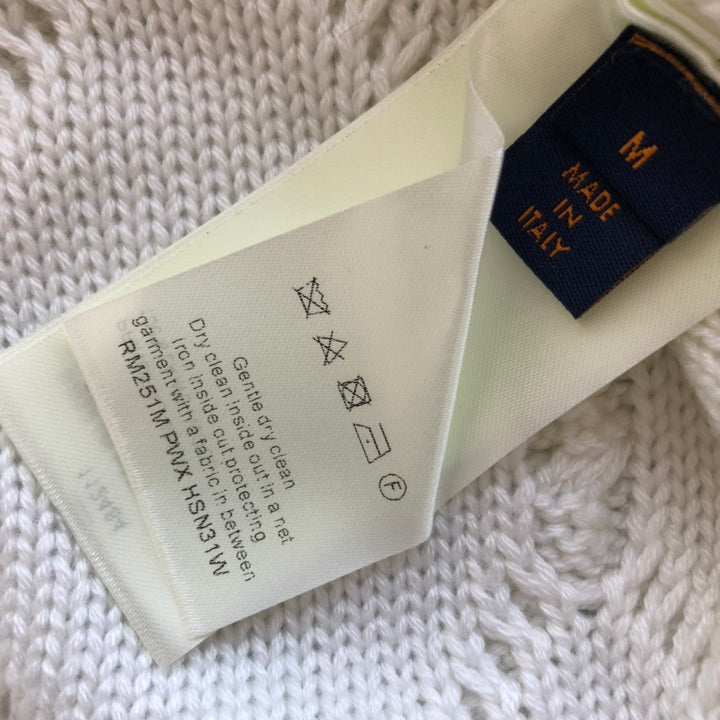 M
MADE
IN
ITALY
F
Gentle dry clean
Dry clean inside out in a net
iron inside out protecting
garment with a fabric in between
RM251M PWX HSN31W